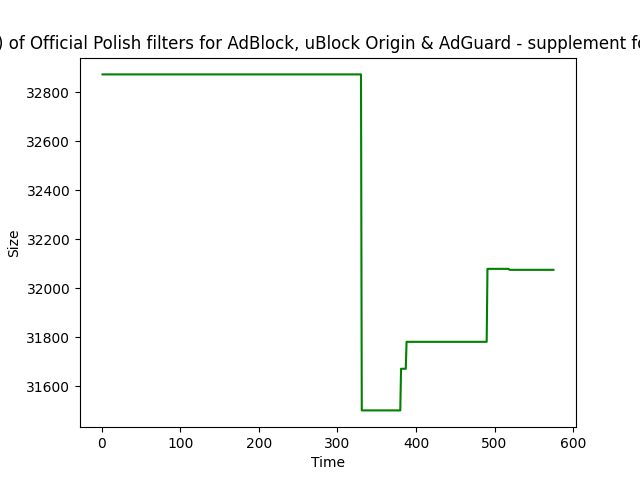 ) of Official Polish filters for AdBlock, uBlock Origin & AdGuard - supplement fo
32800
32600
32400
32200
32000
31800
31600
Size
0 100 200 300 400 500 600
Time